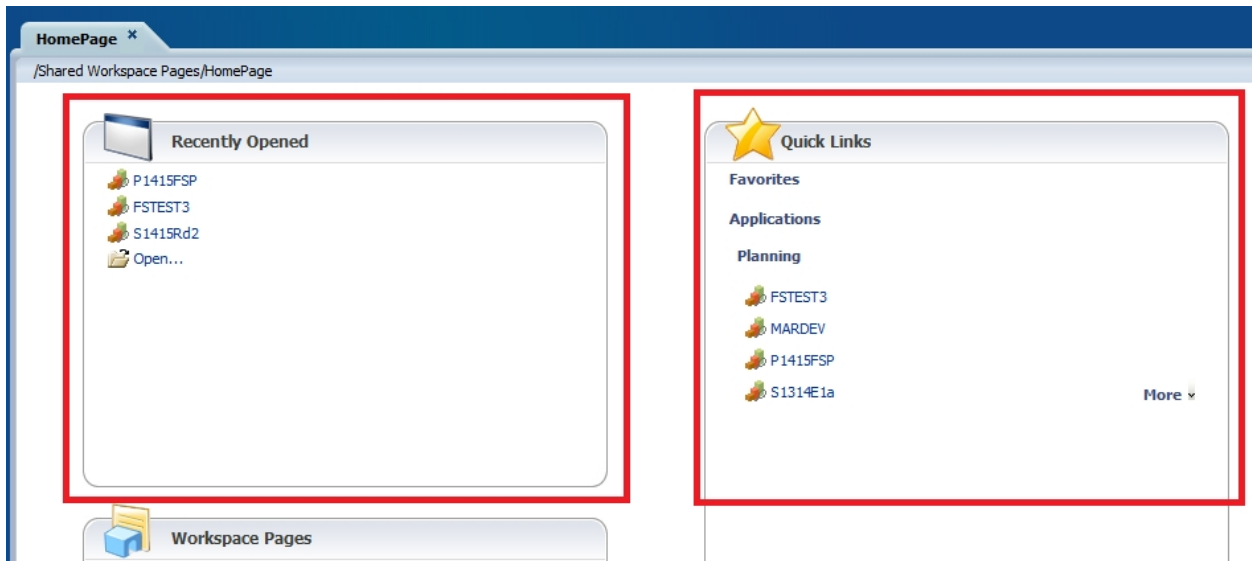 HomePage
/Shared Workspace Pages/HomePage
Recently Opened
P1415FSP
FSTEST3
S1415Rd2
Open...
Quick Links
Favorites
Applications
Planning
FSTEST3
MARDEV
P1415FSP
S1314E1a
More
Workspace Pages